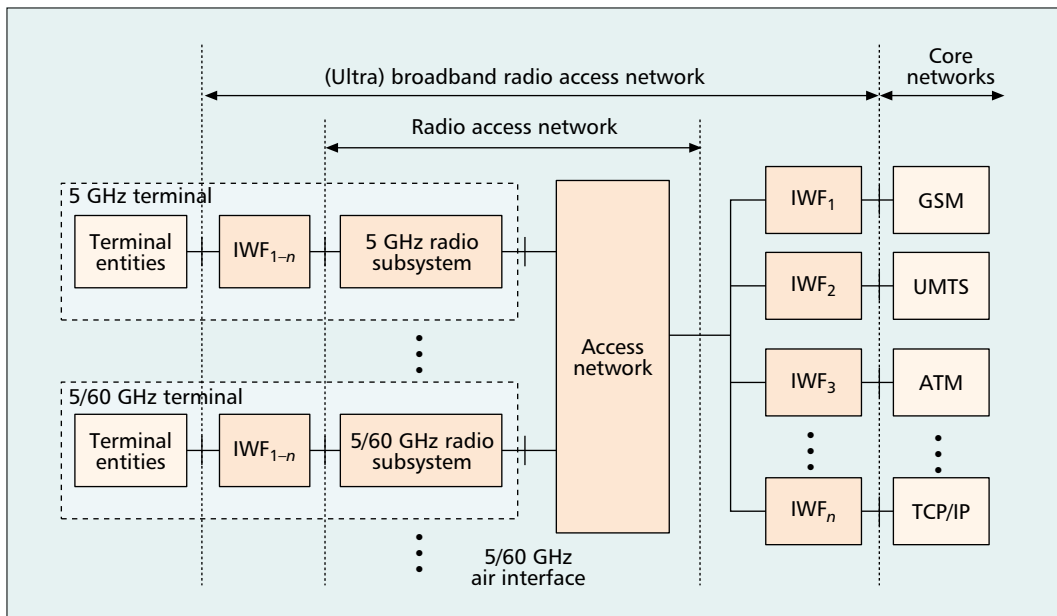 Core
networks
(Ultra) broadband radio access network
Radio access network
5 GHz terminal
Terminal
entities
IWF1–n
5 GHz radio
subsystem
5/60 GHz terminal
Terminal
entities
IWF1–n
5/60 GHz radio
subsystem
5/60 GHz
air interface
Access
network
IWF1
GSM
IWF2
UMTS
IWF3
ATM
IWFn
TCP/IP